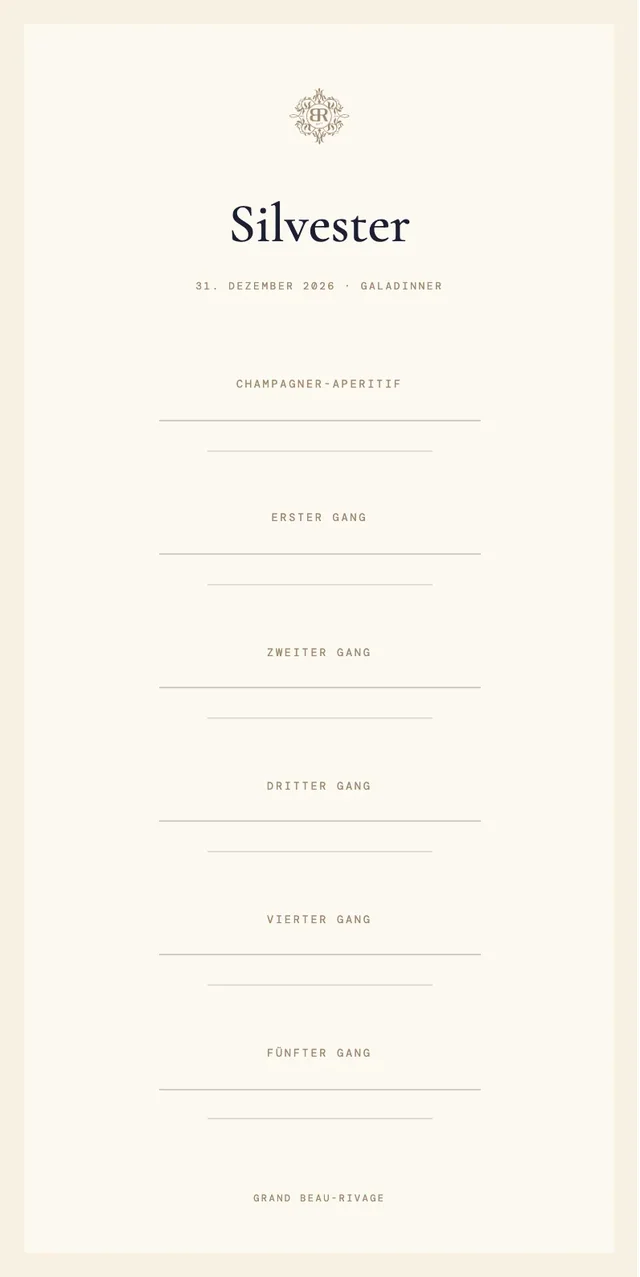 BR
Silvester
31. DEZEMBER 2026 · GALADINNER
CHAMPAGNER-APERITIF
ERSTER GANG
ZWEITER GANG
DRITTER GANG
VIERTER GANG
FÜNFTER GANG
GRAND BEAU-RIVAGE